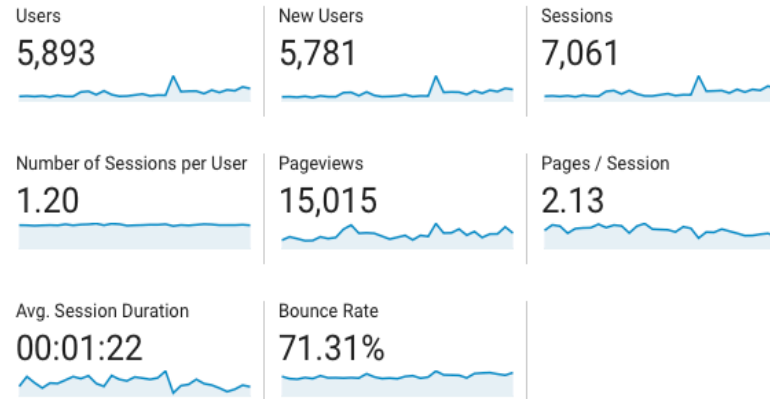 Users
5,893
New Users
5,781
Sessions
7,061
Number of Sessions per User
1.20
Pageviews
15,015
Pages / Session
2.13
Avg. Session Duration
00:01:22
Bounce Rate
71.31%